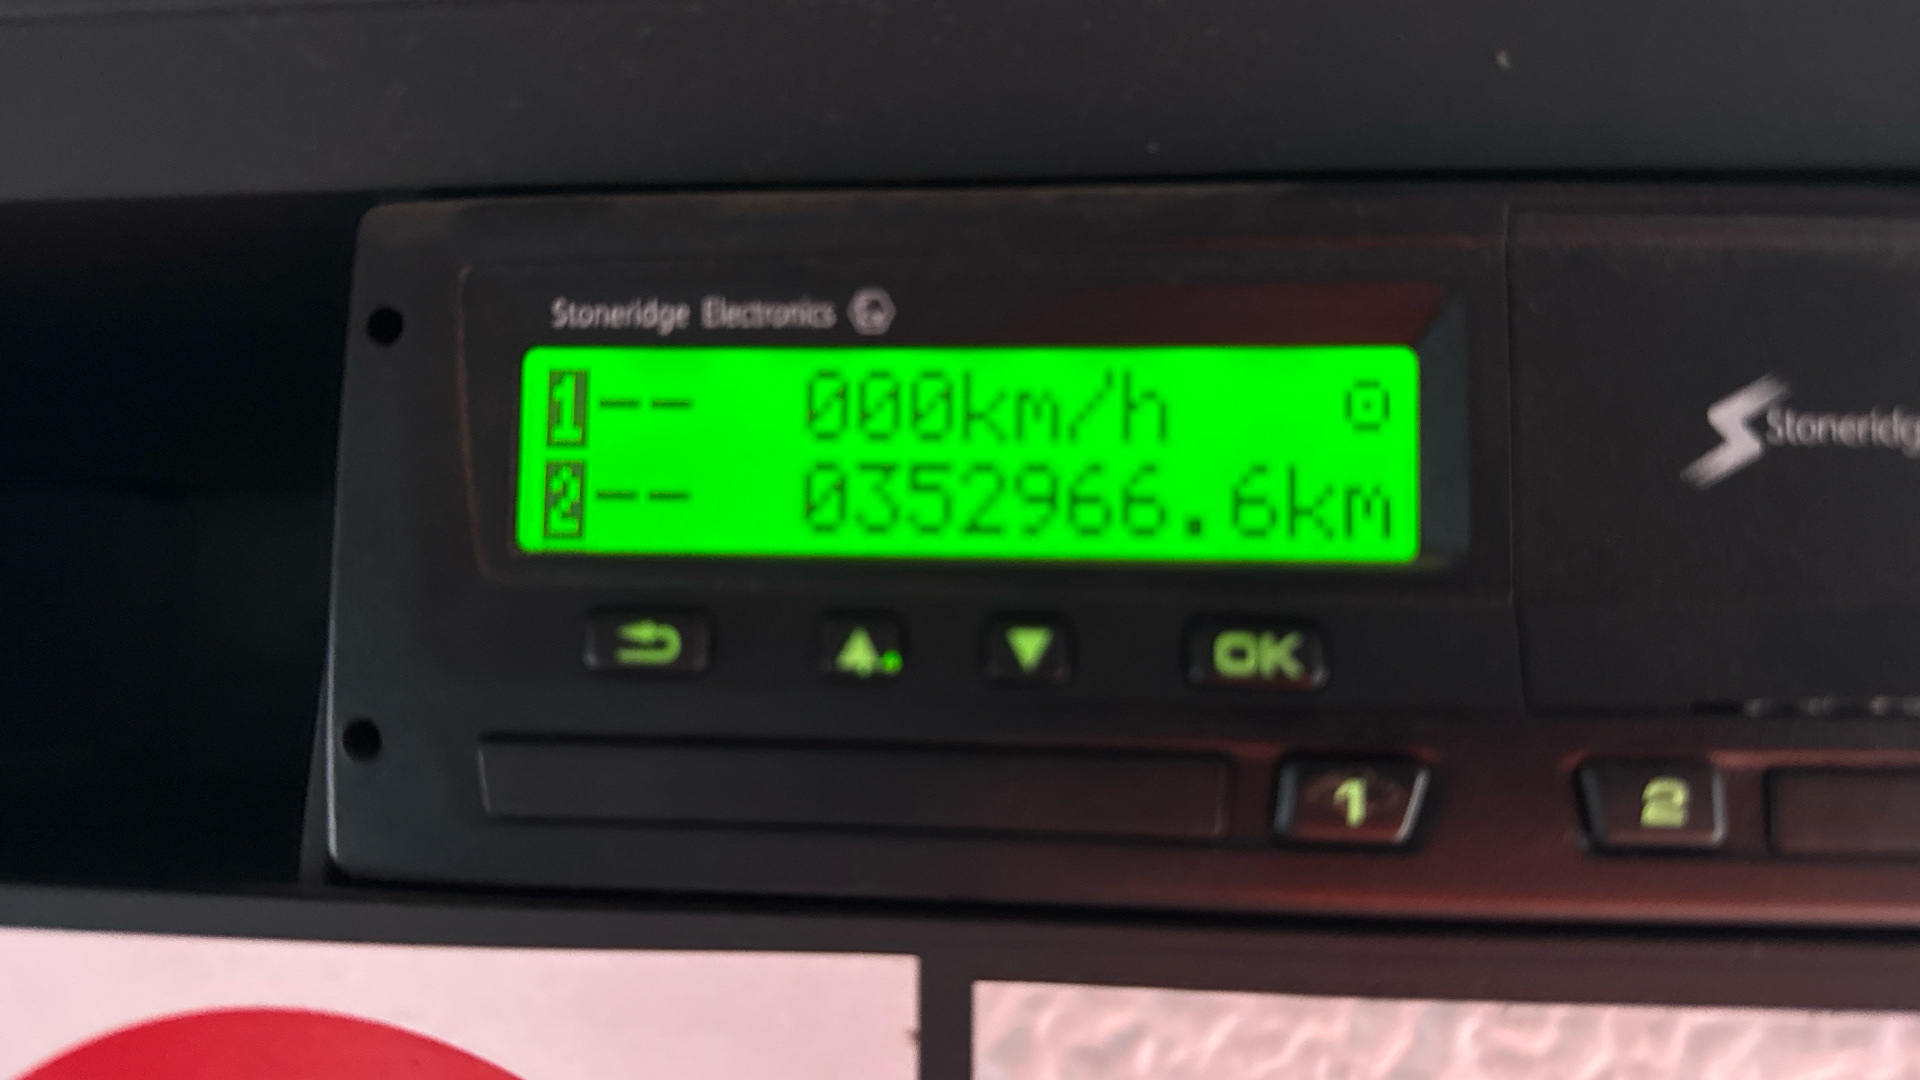 Stoneridge Electronics
1-- 000km/h
2-- 0352966.6km
OK
1 2
Stoneridg